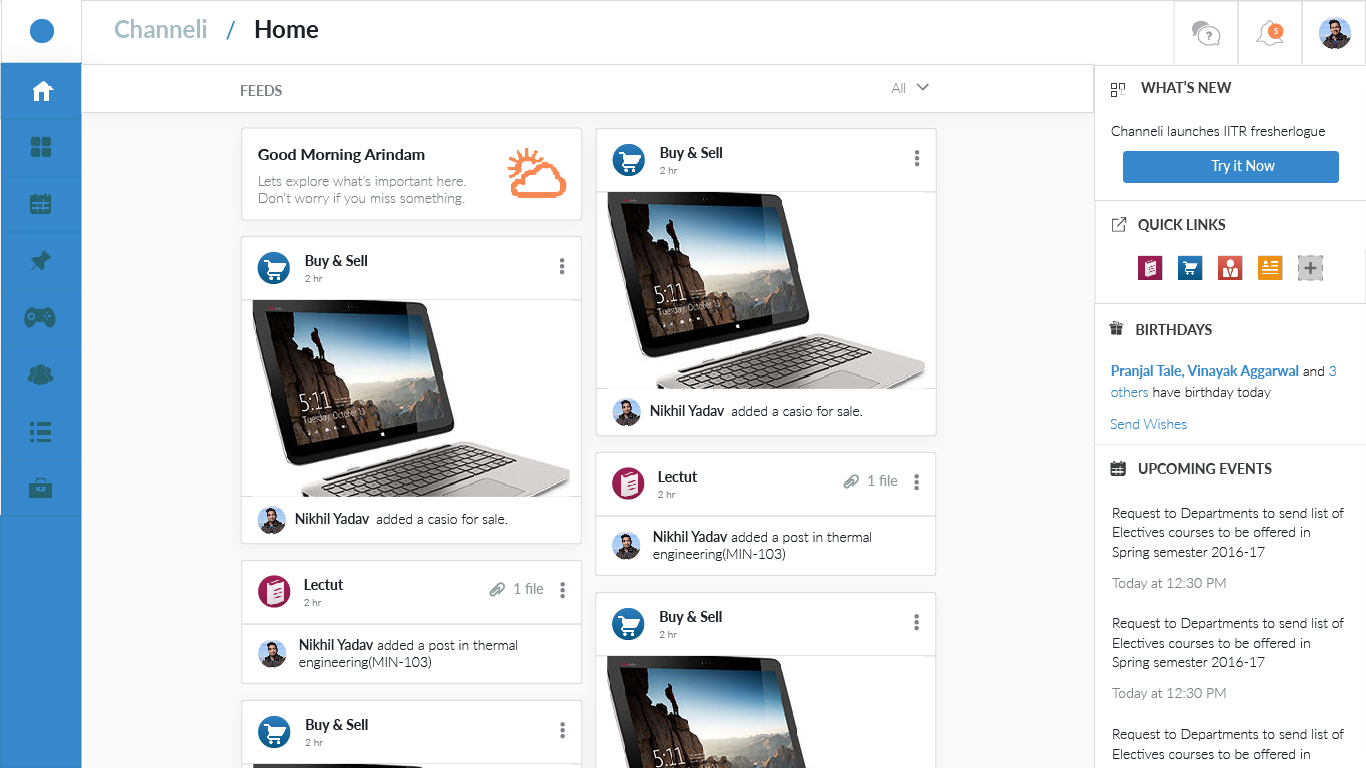 Channeli / Home
5
?
FEEDS
All
Good Morning Arindam
Lets explore what's important here.
Don't worry if you miss something.
Buy & Sell
2 hr
5:11
Tuesday, October 13
Nikhil Yadav added a casio for sale.
Lectut
2 hr
1 file
Nikhil Yadav added a post in thermal
engineering(MIN-103)
Buy & Sell
2 hr
Buy & Sell
2 hr
5:11
Tuesday, October 13
Nikhil Yadav added a casio for sale.
Lectut
2 hr
1 file
Nikhil Yadav added a post in thermal
engineering(MIN-103)
Buy & Sell
2 hr
5:11
WHAT'S NEW
Channeli launches IITR fresherlogue
Try it Now
QUICK LINKS
BIRTHDAYS
Pranjal Tale, Vinayak Aggarwal and 3
others have birthday today
Send Wishes
UPCOMING EVENTS
Request to Departments to send list of
Electives courses to be offered in
Spring semester 2016-17
Today at 12:30 PM
Request to Departments to send list of
Electives courses to be offered in
Spring semester 2016-17
Today at 12:30 PM
Request to Departments to send list of
Electives courses to be offered in